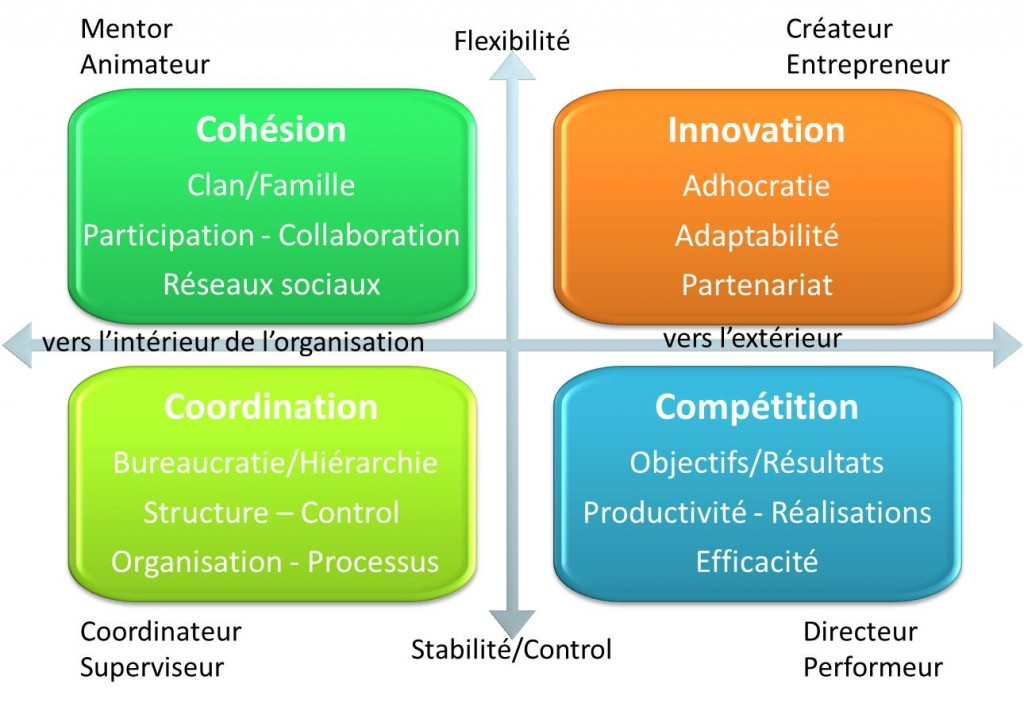 Mentor
Animateur
Flexibilité
Créateur
Entrepreneur
Cohésion
Clan/Famille
Participation - Collaboration
Réseaux sociaux
Innovation
Adhocratie
Adaptabilité
Partenariat
vers l’intérieur de l’organisation
vers l’extérieur
Coordination
Bureaucratie/Hiérarchie
Structure – Control
Organisation - Processus
Compétition
Objectifs/Résultats
Productivité - Réalisations
Efficacité
Coordinateur
Superviseur
Stabilité/Control
Directeur
Performeur